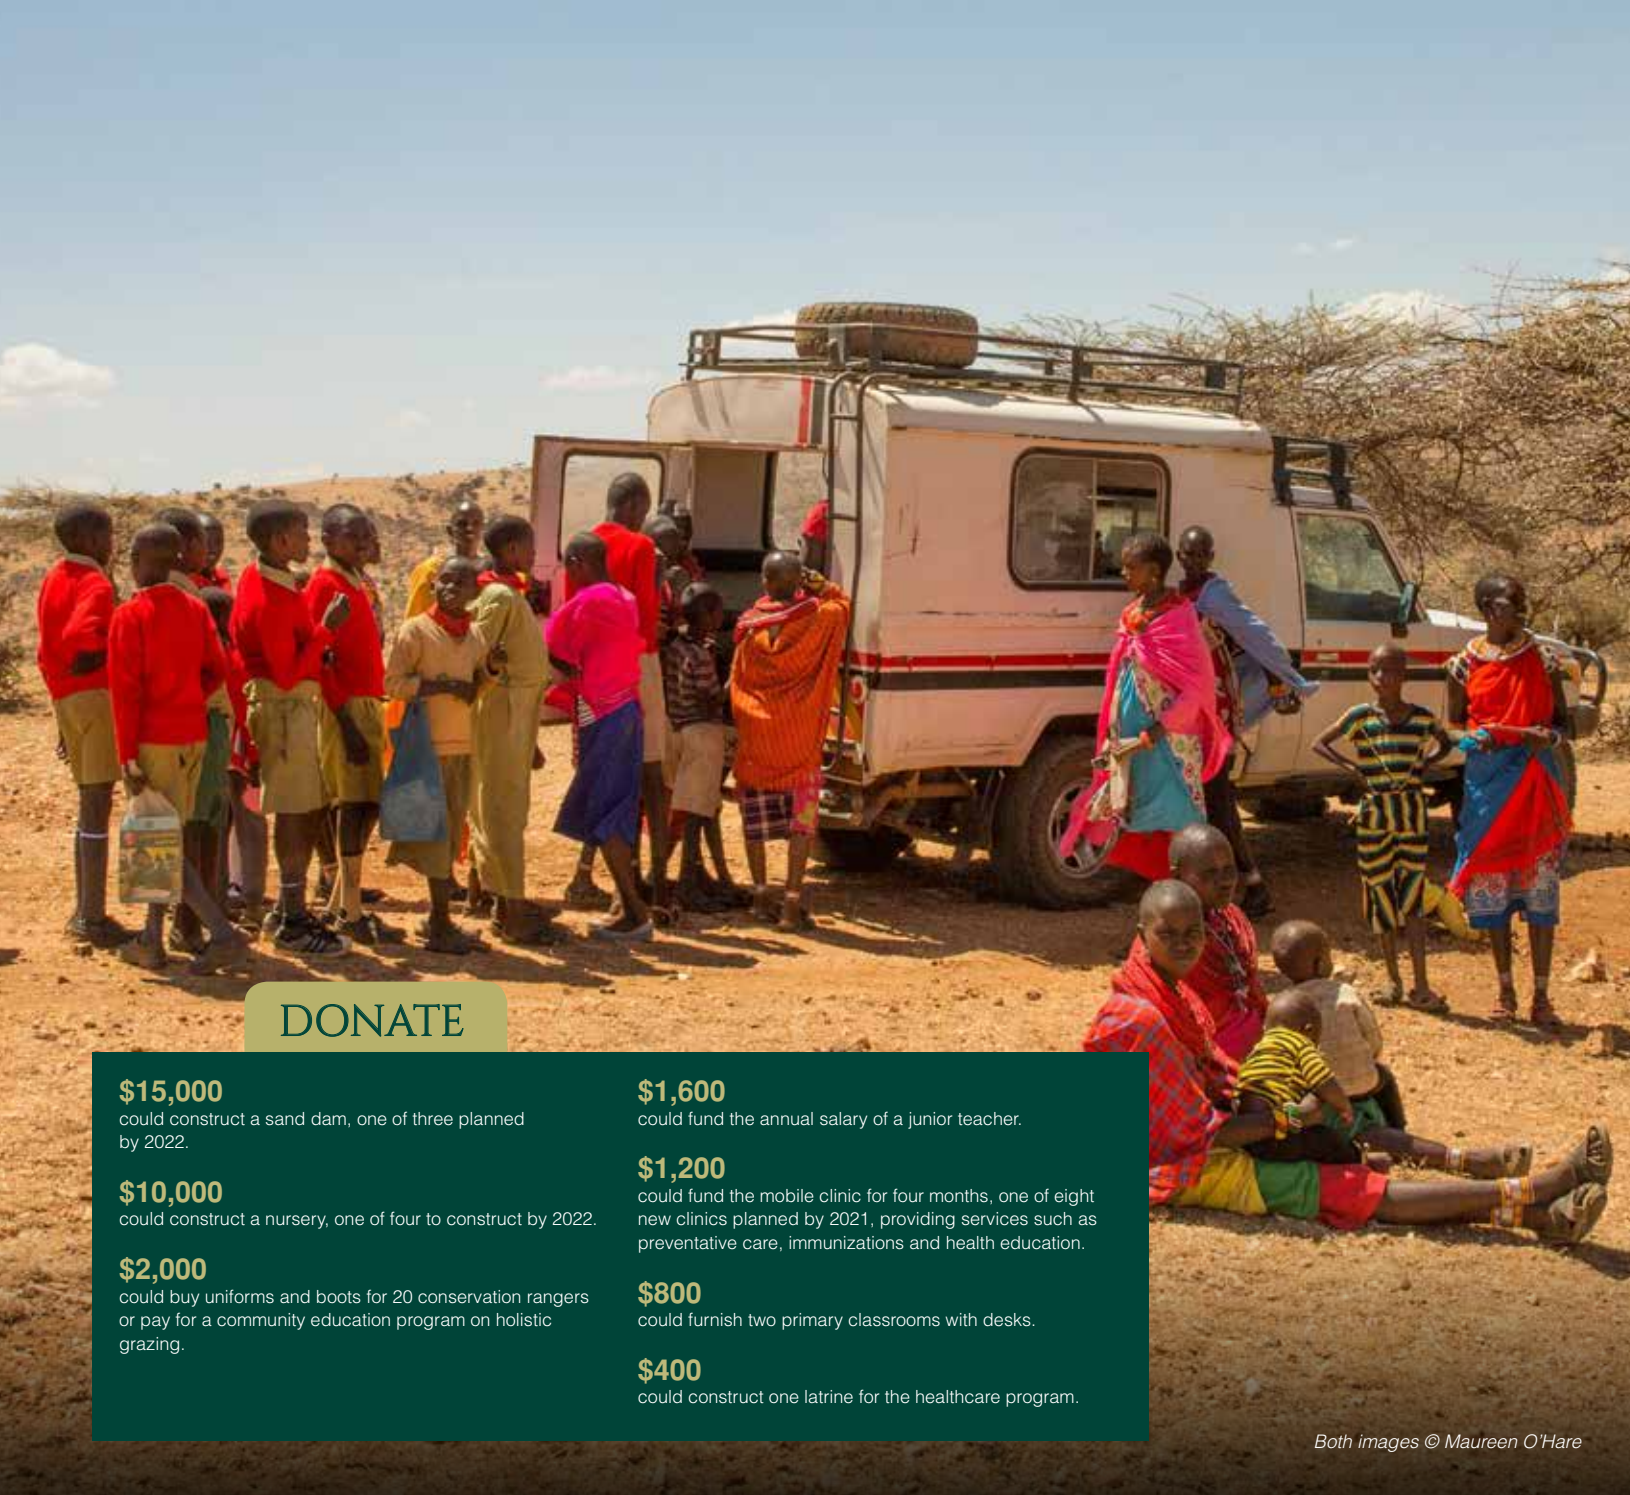 DONATE
$15,000
could construct a sand dam, one of three planned
by 2022.
$10,000
could construct a nursery, one of four to construct by 2022.
$2,000
could buy uniforms and boots for 20 conservation rangers
or pay for a community education program on holistic
grazing.
$1,600
could fund the annual salary of a junior teacher.
$1,200
could fund the mobile clinic for four months, one of eight
new clinics planned by 2021, providing services such as
preventative care, immunizations and health education.
$800
could furnish two primary classrooms with desks.
$400
could construct one latrine for the healthcare program.
Both images © Maureen O'Hare